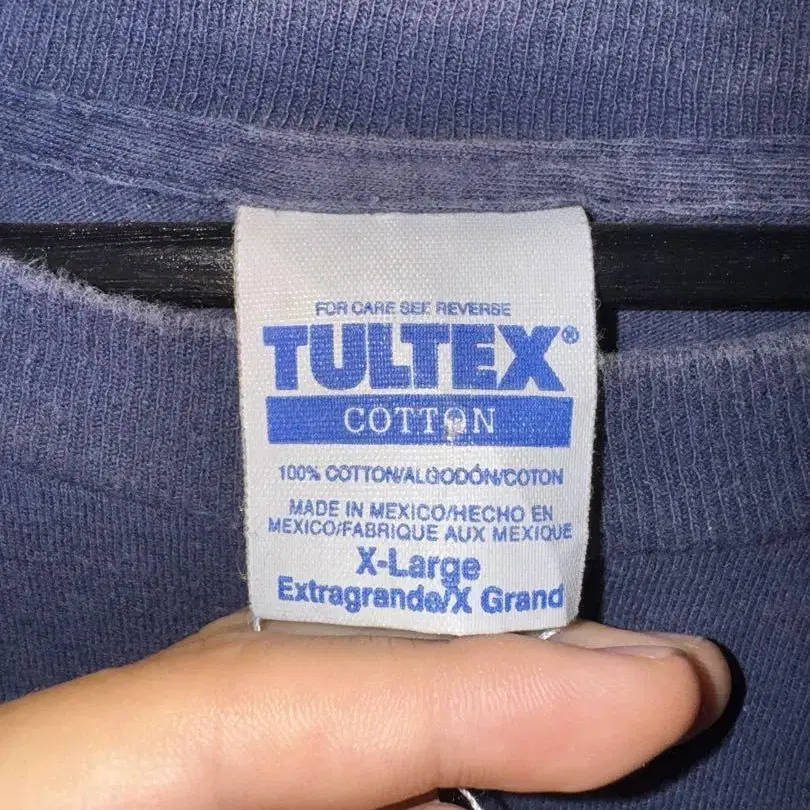 FOR CARE SEE REVERSE
TULTEX®
COTTON
100% COTTON/ALGODÓN/COTON
MADE IN MEXICO/HECHO EN
MEXICO/FABRIQUE AUX MEXIQUE
X-Large
Extragrande/X Grand